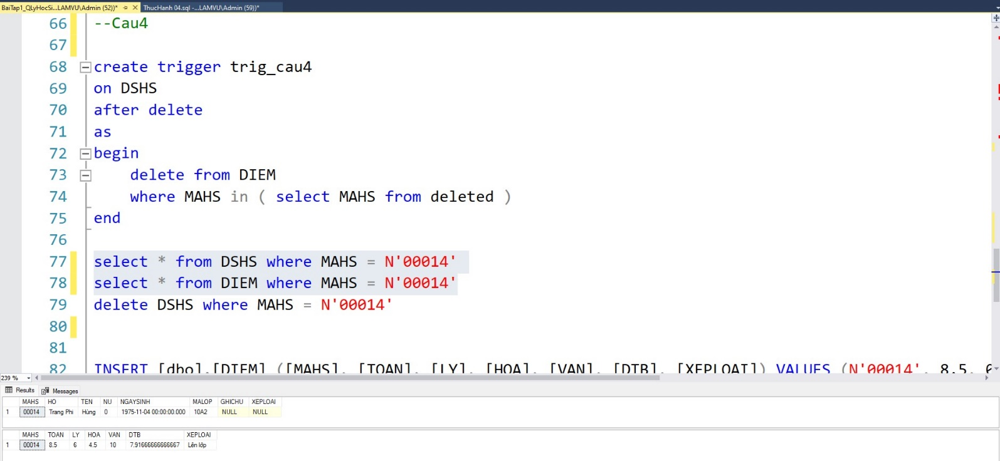 BaiTap1_QLyHocSi...LAMVU\Admin (52))* ThucHanh 04.sql -...LAMVU\Admin (59))*
66 --Cau4
67
68 create trigger trig_cau4
69 on DSHS
70 after delete
71 as
72 begin
73 delete from DIEM
74 where MAHS in ( select MAHS from deleted )
75 end
76
77 select * from DSHS where MAHS = N'00014'
78 select * from DIEM where MAHS = N'00014'
79 delete DSHS where MAHS = N'00014'
80
81
82 INSERT [dbo].[DIEM] ([MAHS], [TOAN], [LY], [HOA], [VAN], [DTB], [XEPLOAI]) VALUES (N'00014', 8.5,
239 %
Results Messages
MAHS HO TEN NU NGAYSINH MALOP GHICHU XEPLOAI
1 00014 Trang Phi Hùng 0 1975-11-04 00:00:00.000 10A2 NULL NULL
MAHS TOAN LY HOA VAN DTB XEPLOAI
1 00014 8.5 6 4.5 10 7.91666666666667 Lên lớp